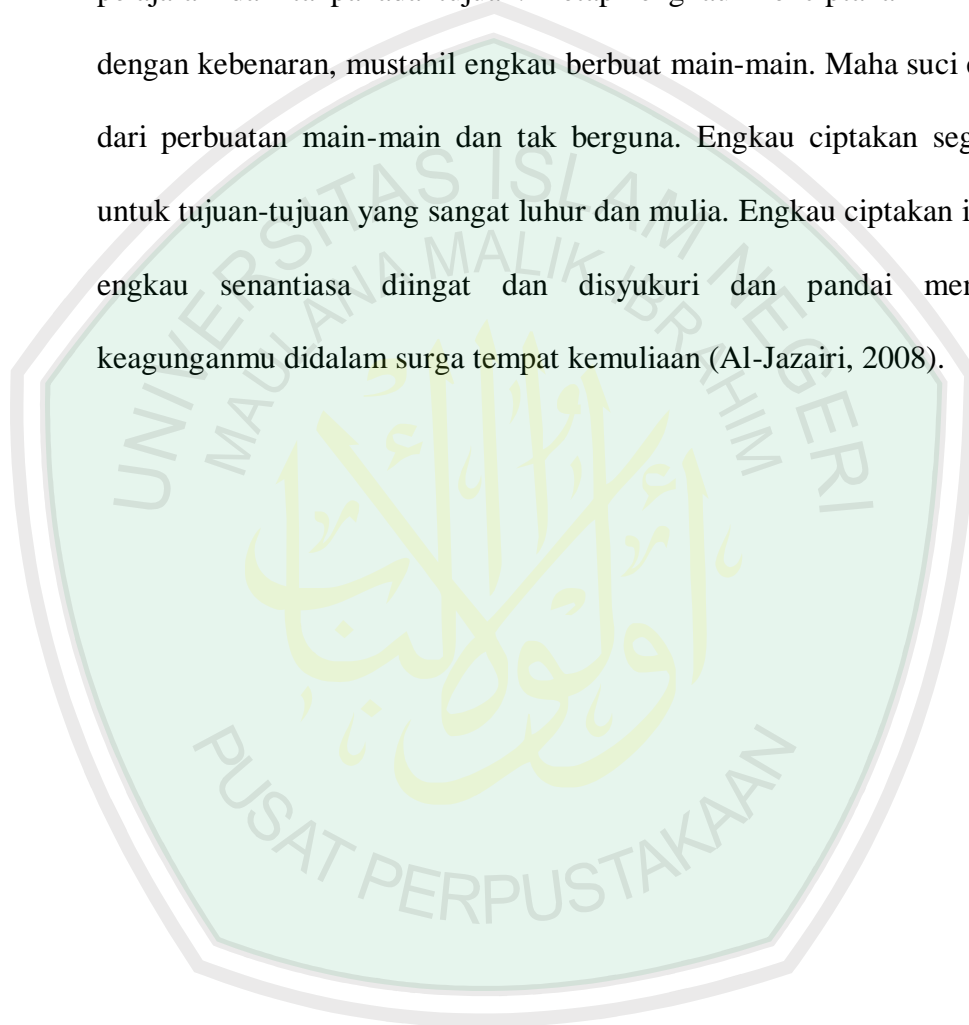 dengan kebenaran, mustahil engkau berbuat main-main. Maha suci
dari perbuatan main-main dan tak berguna. Engkau ciptakan
untuk tujuan-tujuan yang sangat luhur dan mulia. Engkau ciptakan
engkau senantiasa diingat dan disyukuri dan pandai
keagunganmu didalam surga tempat kemuliaan (Al-Jazairi, 2008).
UNIVERSITAS ISLAM NEGERI
MAULANA MALIK IBRAHIM
أولوا الألباب
PUSAT PERPUSTAKAAN